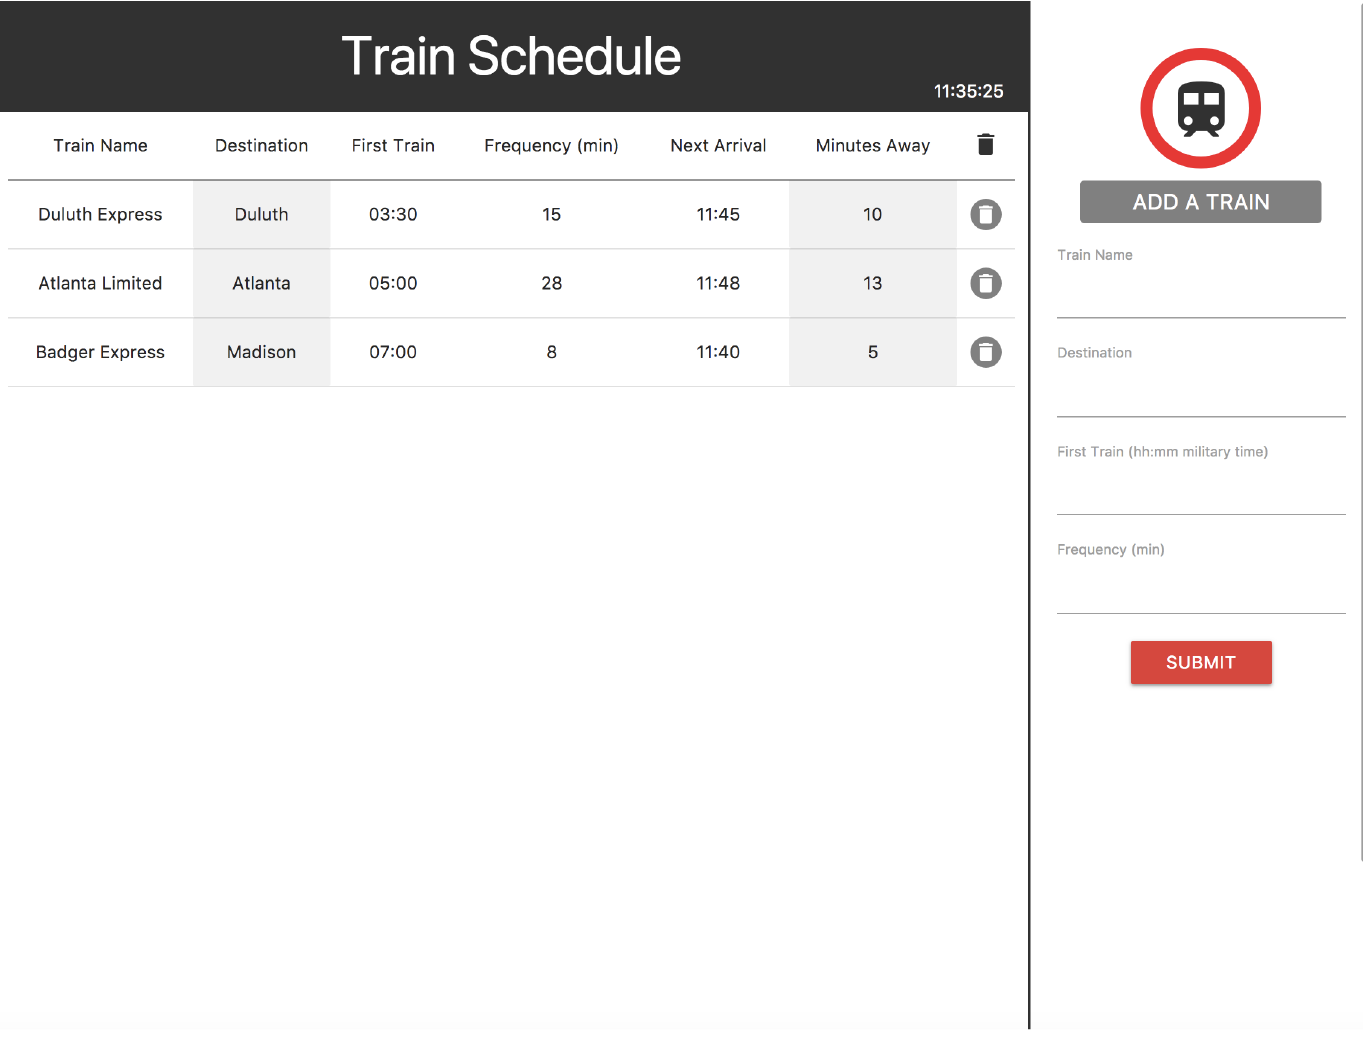 Train Schedule
11:35:25
Train Name Destination First Train Frequency (min) Next Arrival Minutes Away
Duluth Express Duluth 03:30 15 11:45 10
Atlanta Limited Atlanta 05:00 28 11:48 13
Badger Express Madison 07:00 8 11:40 5
ADD A TRAIN
Train Name
Destination
First Train (hh:mm military time)
Frequency (min)
SUBMIT